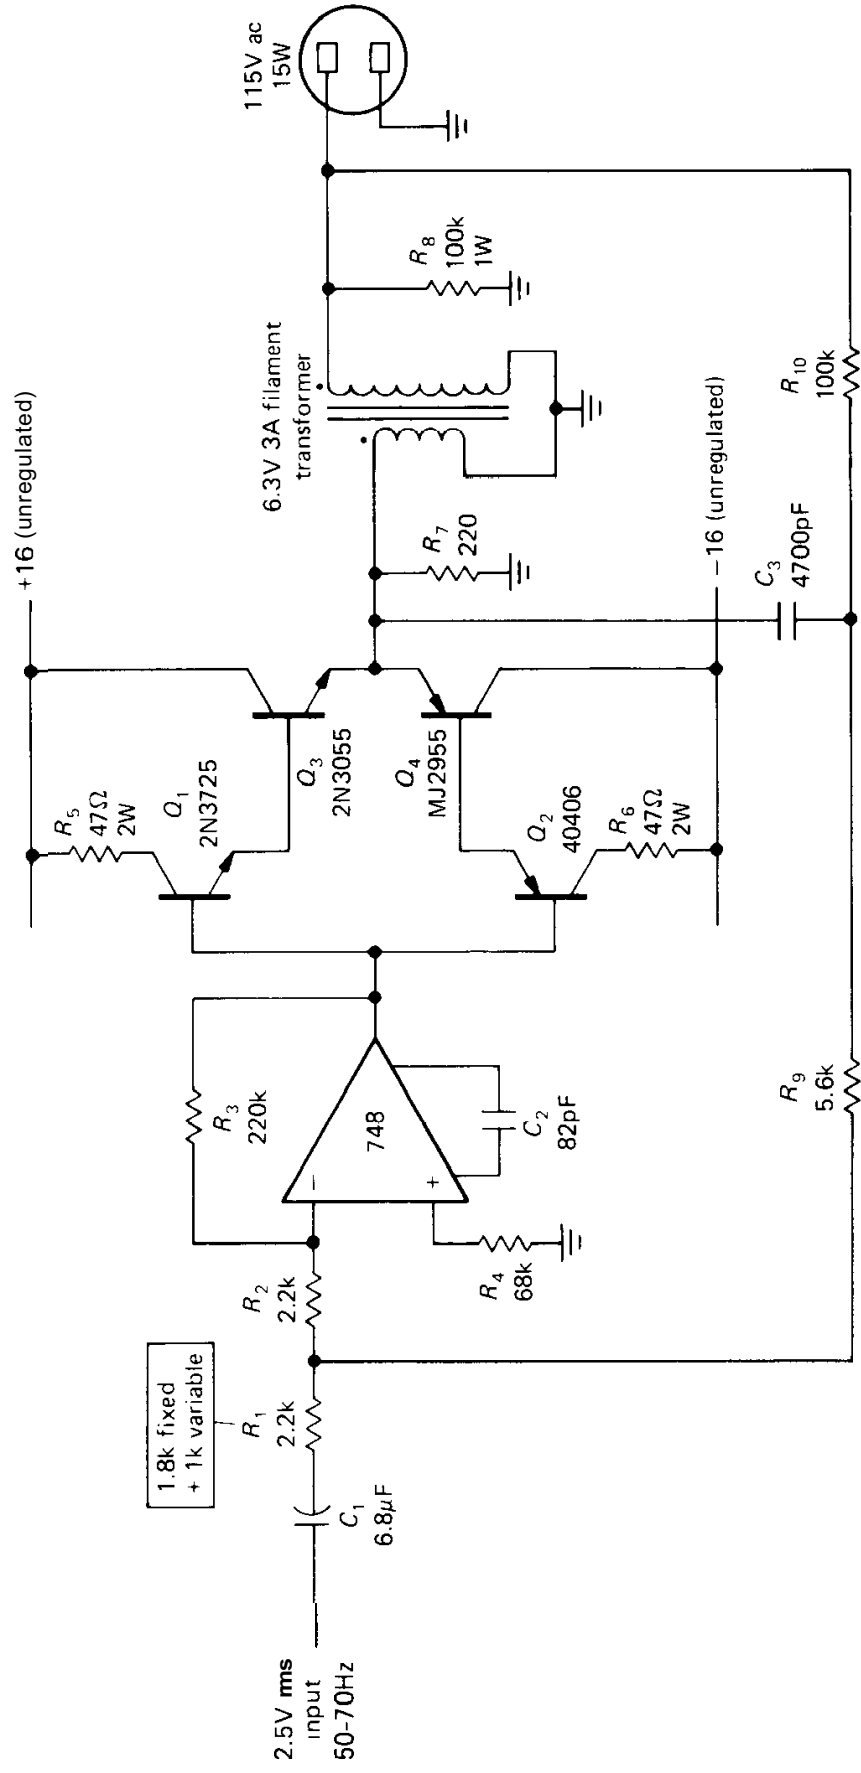 115V ac
15W
+16 (unregulated)
6.3V 3A filament
transformer
R8
100k
1W
R10
100k
-16 (unregulated)
R7
220
C3
4700pF
Q3
2N3055
Q4
MJ2955
R5
47Ω
2W
Q1
2N3725
Q2
40406
R6
47Ω
2W
R3
220k
748
−
+
C2
82pF
R9
5.6k
R4
68k
R2
2.2k
1.8k fixed
+ 1k variable
R1
2.2k
C1
6.8μF
2.5V rms
input
50-70Hz